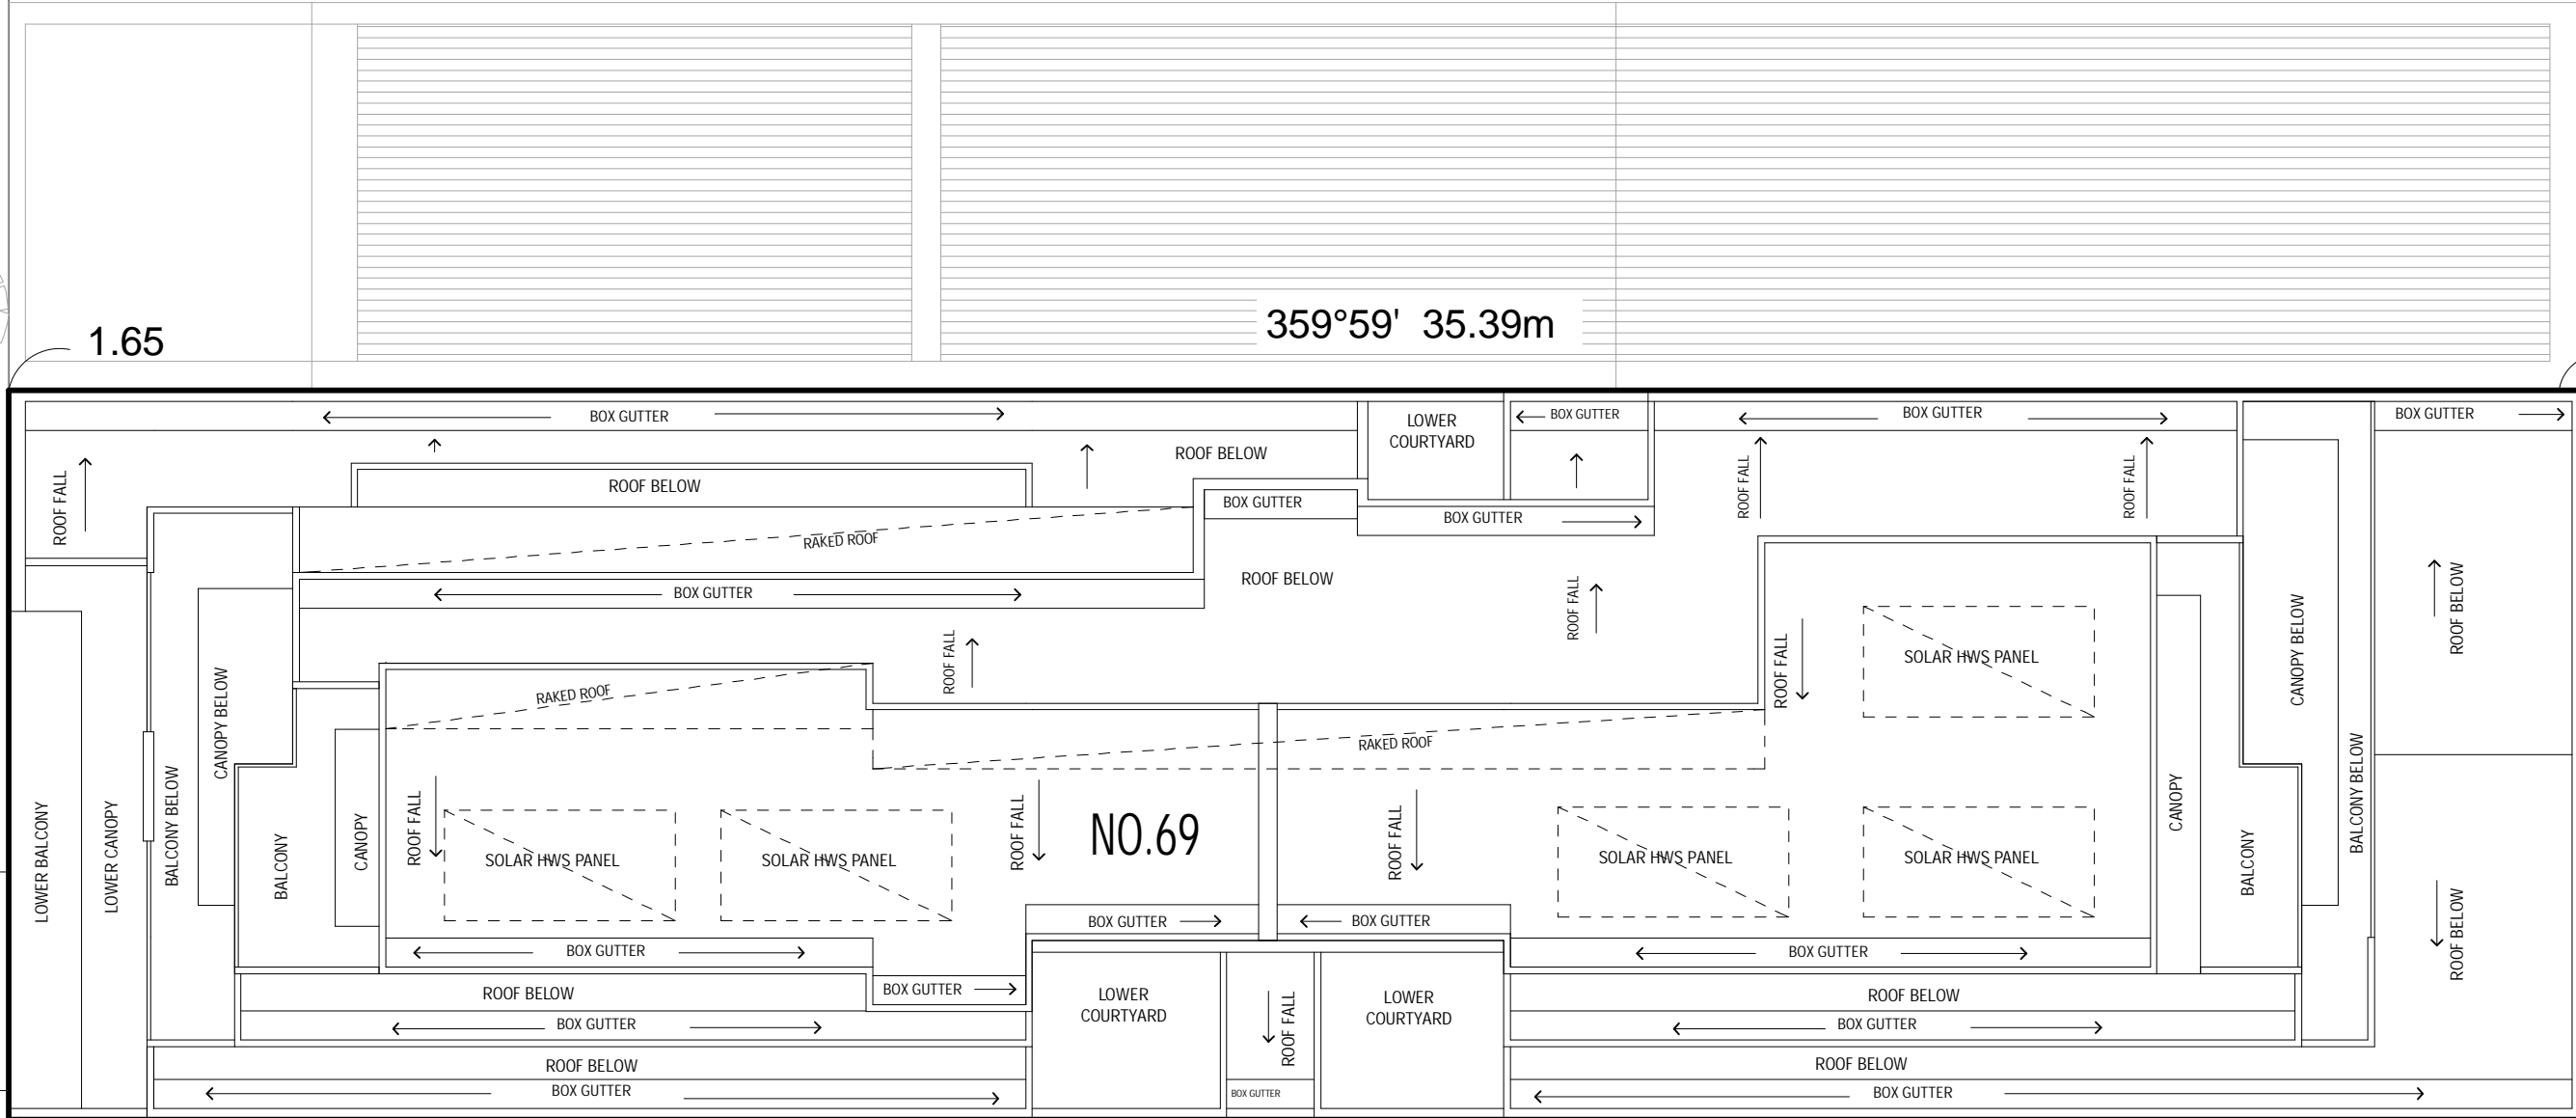 1.65
359°59' 35.39m
BOX GUTTER
LOWER
COURTYARD
BOX GUTTER
BOX GUTTER
BOX GUTTER
ROOF BELOW
ROOF FALL
ROOF BELOW
ROOF FALL
ROOF FALL
BOX GUTTER
BOX GUTTER
RAKED ROOF
ROOF BELOW
BOX GUTTER
ROOF FALL
ROOF BELOW
CANOPY BELOW
ROOF FALL
ROOF FALL
SOLAR HWS PANEL
RAKED ROOF
CANOPY BELOW
RAKED ROOF
BALCONY BELOW
CANOPY
LOWER BALCONY
LOWER CANOPY
BALCONY BELOW
BALCONY
CANOPY
ROOF FALL
SOLAR HWS PANEL
SOLAR HWS PANEL
ROOF FALL
NO.69
ROOF FALL
SOLAR HWS PANEL
SOLAR HWS PANEL
BALCONY
ROOF BELOW
BOX GUTTER
BOX GUTTER
BOX GUTTER
BOX GUTTER
BOX GUTTER
ROOF BELOW
LOWER
COURTYARD
ROOF FALL
LOWER
COURTYARD
ROOF BELOW
BOX GUTTER
BOX GUTTER
ROOF BELOW
ROOF BELOW
BOX GUTTER
BOX GUTTER
BOX GUTTER